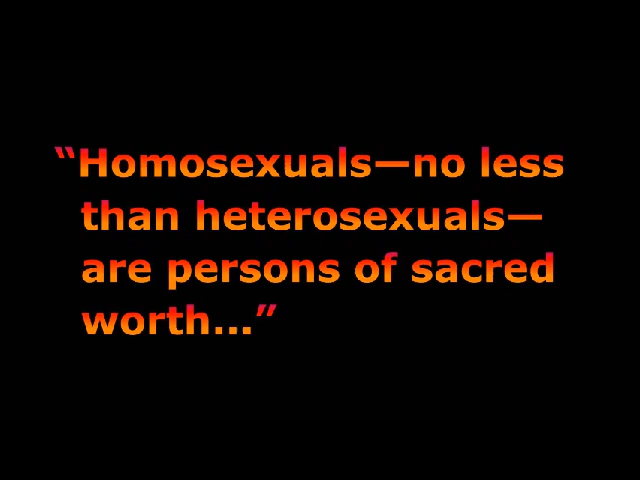 “Homosexuals—no less
than heterosexuals—
are persons of sacred
worth...”